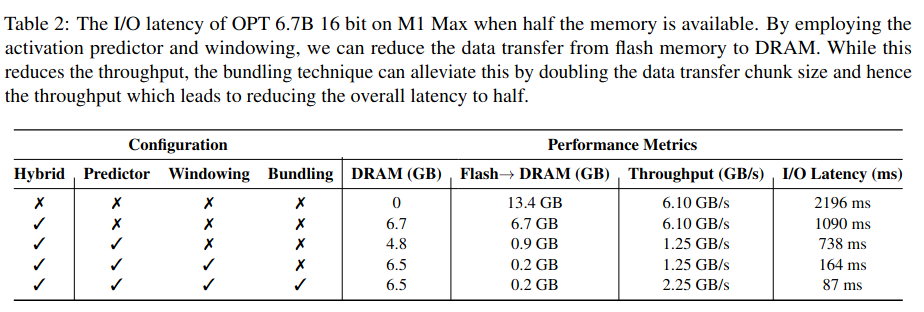 Table 2: The I/O latency of OPT 6.7B 16 bit on M1 Max when half the memory is available. By employing the
activation predictor and windowing, we can reduce the data transfer from flash memory to DRAM. While this
reduces the throughput, the bundling technique can alleviate this by doubling the data transfer chunk size and hence
the throughput which leads to reducing the overall latency to half.
Configuration Performance Metrics
Hybrid Predictor Windowing Bundling DRAM (GB) Flash→ DRAM (GB) Throughput (GB/s) I/O Latency (ms)
✗ ✗ ✗ ✗ 0 13.4 GB 6.10 GB/s 2196 ms
✓ ✗ ✗ ✗ 6.7 6.7 GB 6.10 GB/s 1090 ms
✓ ✓ ✗ ✗ 4.8 0.9 GB 1.25 GB/s 738 ms
✓ ✓ ✓ ✗ 6.5 0.2 GB 1.25 GB/s 164 ms
✓ ✓ ✓ ✓ 6.5 0.2 GB 2.25 GB/s 87 ms